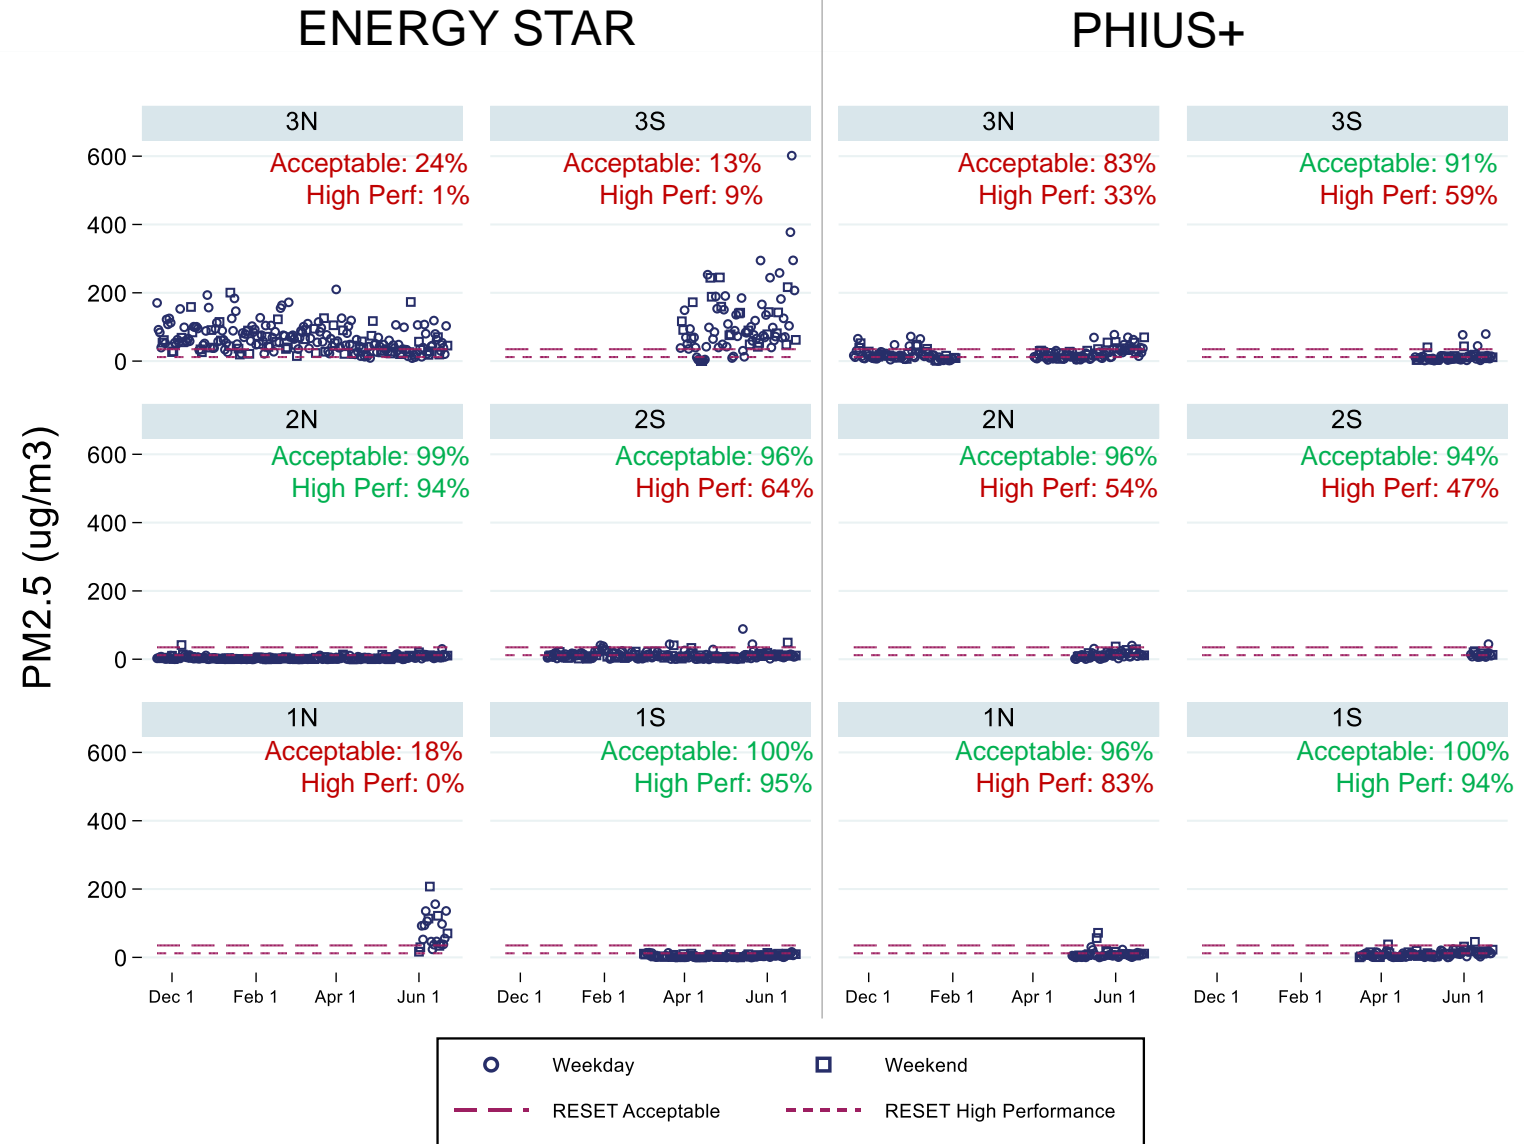 ENERGY STAR PHIUS+
3N 3S 3N 3S
Acceptable: 24% Acceptable: 13% Acceptable: 83% Acceptable: 91%
High Perf: 1% High Perf: 9% High Perf: 33% High Perf: 59%
600
400
200
0
2N 2S 2N 2S
Acceptable: 99% Acceptable: 96% Acceptable: 96% Acceptable: 94%
High Perf: 94% High Perf: 64% High Perf: 54% High Perf: 47%
600
400
200
0
PM2.5 (ug/m3)
1N 1S 1N 1S
Acceptable: 18% Acceptable: 100% Acceptable: 96% Acceptable: 100%
High Perf: 0% High Perf: 95% High Perf: 83% High Perf: 94%
600
400
200
0
Dec 1 Feb 1 Apr 1 Jun 1 Dec 1 Feb 1 Apr 1 Jun 1 Dec 1 Feb 1 Apr 1 Jun 1 Dec 1 Feb 1 Apr 1 Jun 1
Weekday Weekend
RESET Acceptable RESET High Performance